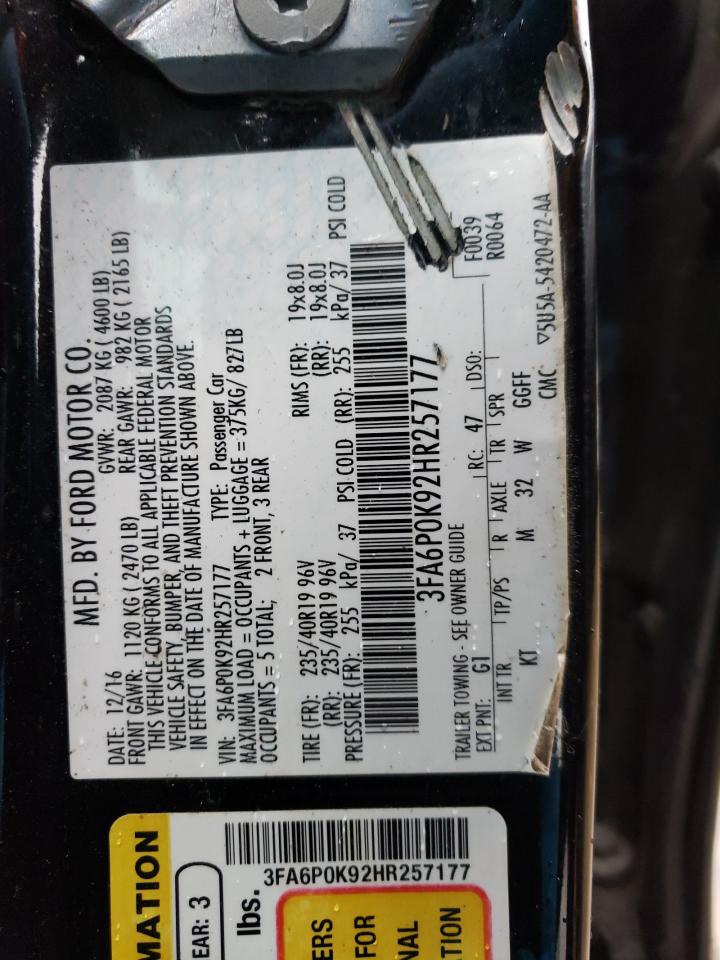 MFD. BY FORD MOTOR CO.
DATE: 12/16 GVWR: 2087 KG ( 4600 LB)
FRONT GAWR: 1120 KG ( 2470 LB) REAR GAWR: 982 KG ( 2165 LB)
THIS VEHICLE CONFORMS TO ALL APPLICABLE FEDERAL MOTOR
VEHICLE SAFETY, BUMPER, AND THEFT PREVENTION STANDARDS
IN EFFECT ON THE DATE OF MANUFACTURE SHOWN ABOVE.
VIN: 3FA6P0K92HR257177 TYPE: Passenger Car
MAXIMUM LOAD = OCCUPANTS + LUGGAGE = 375KG/ 827LB
OCCUPANTS = 5 TOTAL; 2 FRONT, 3 REAR
TIRE (FR): 235/40R19 96V RIMS (FR): 19x8.0J
(RR): 235/40R19 96V (RR): 19x8.0J
PRESSURE (FR): 255 kPa/ 37 PSI COLD (RR): 255 kPa/ 37 PSI COLD
3FA6P0K92HR257177
F0039
TRAILER TOWING - SEE OWNER GUIDE R0064
EXT PNT: G1 RC: 47 DSO:
INT TR TP/PS R AXLE TR SPR
KT M 32 W GGFF
CMC ▽5U5A-5420472-AA
MATION
EAR: 3
lbs.
3FA6P0K92HR257177
ERS
FOR
NAL
TION